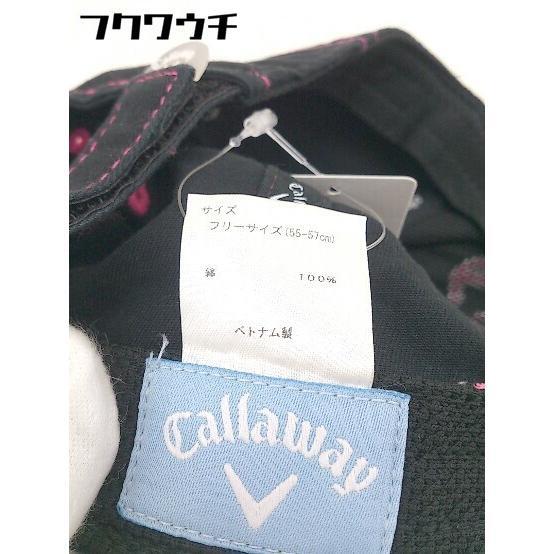 フクワウチ
サイズ
フリーサイズ(55-57cm)
綿 100%
ベトナム製
Callaway